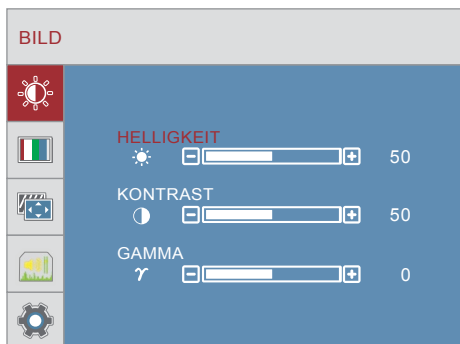 BILD
HELLIGKEIT
50
KONTRAST
50
GAMMA
γ 0